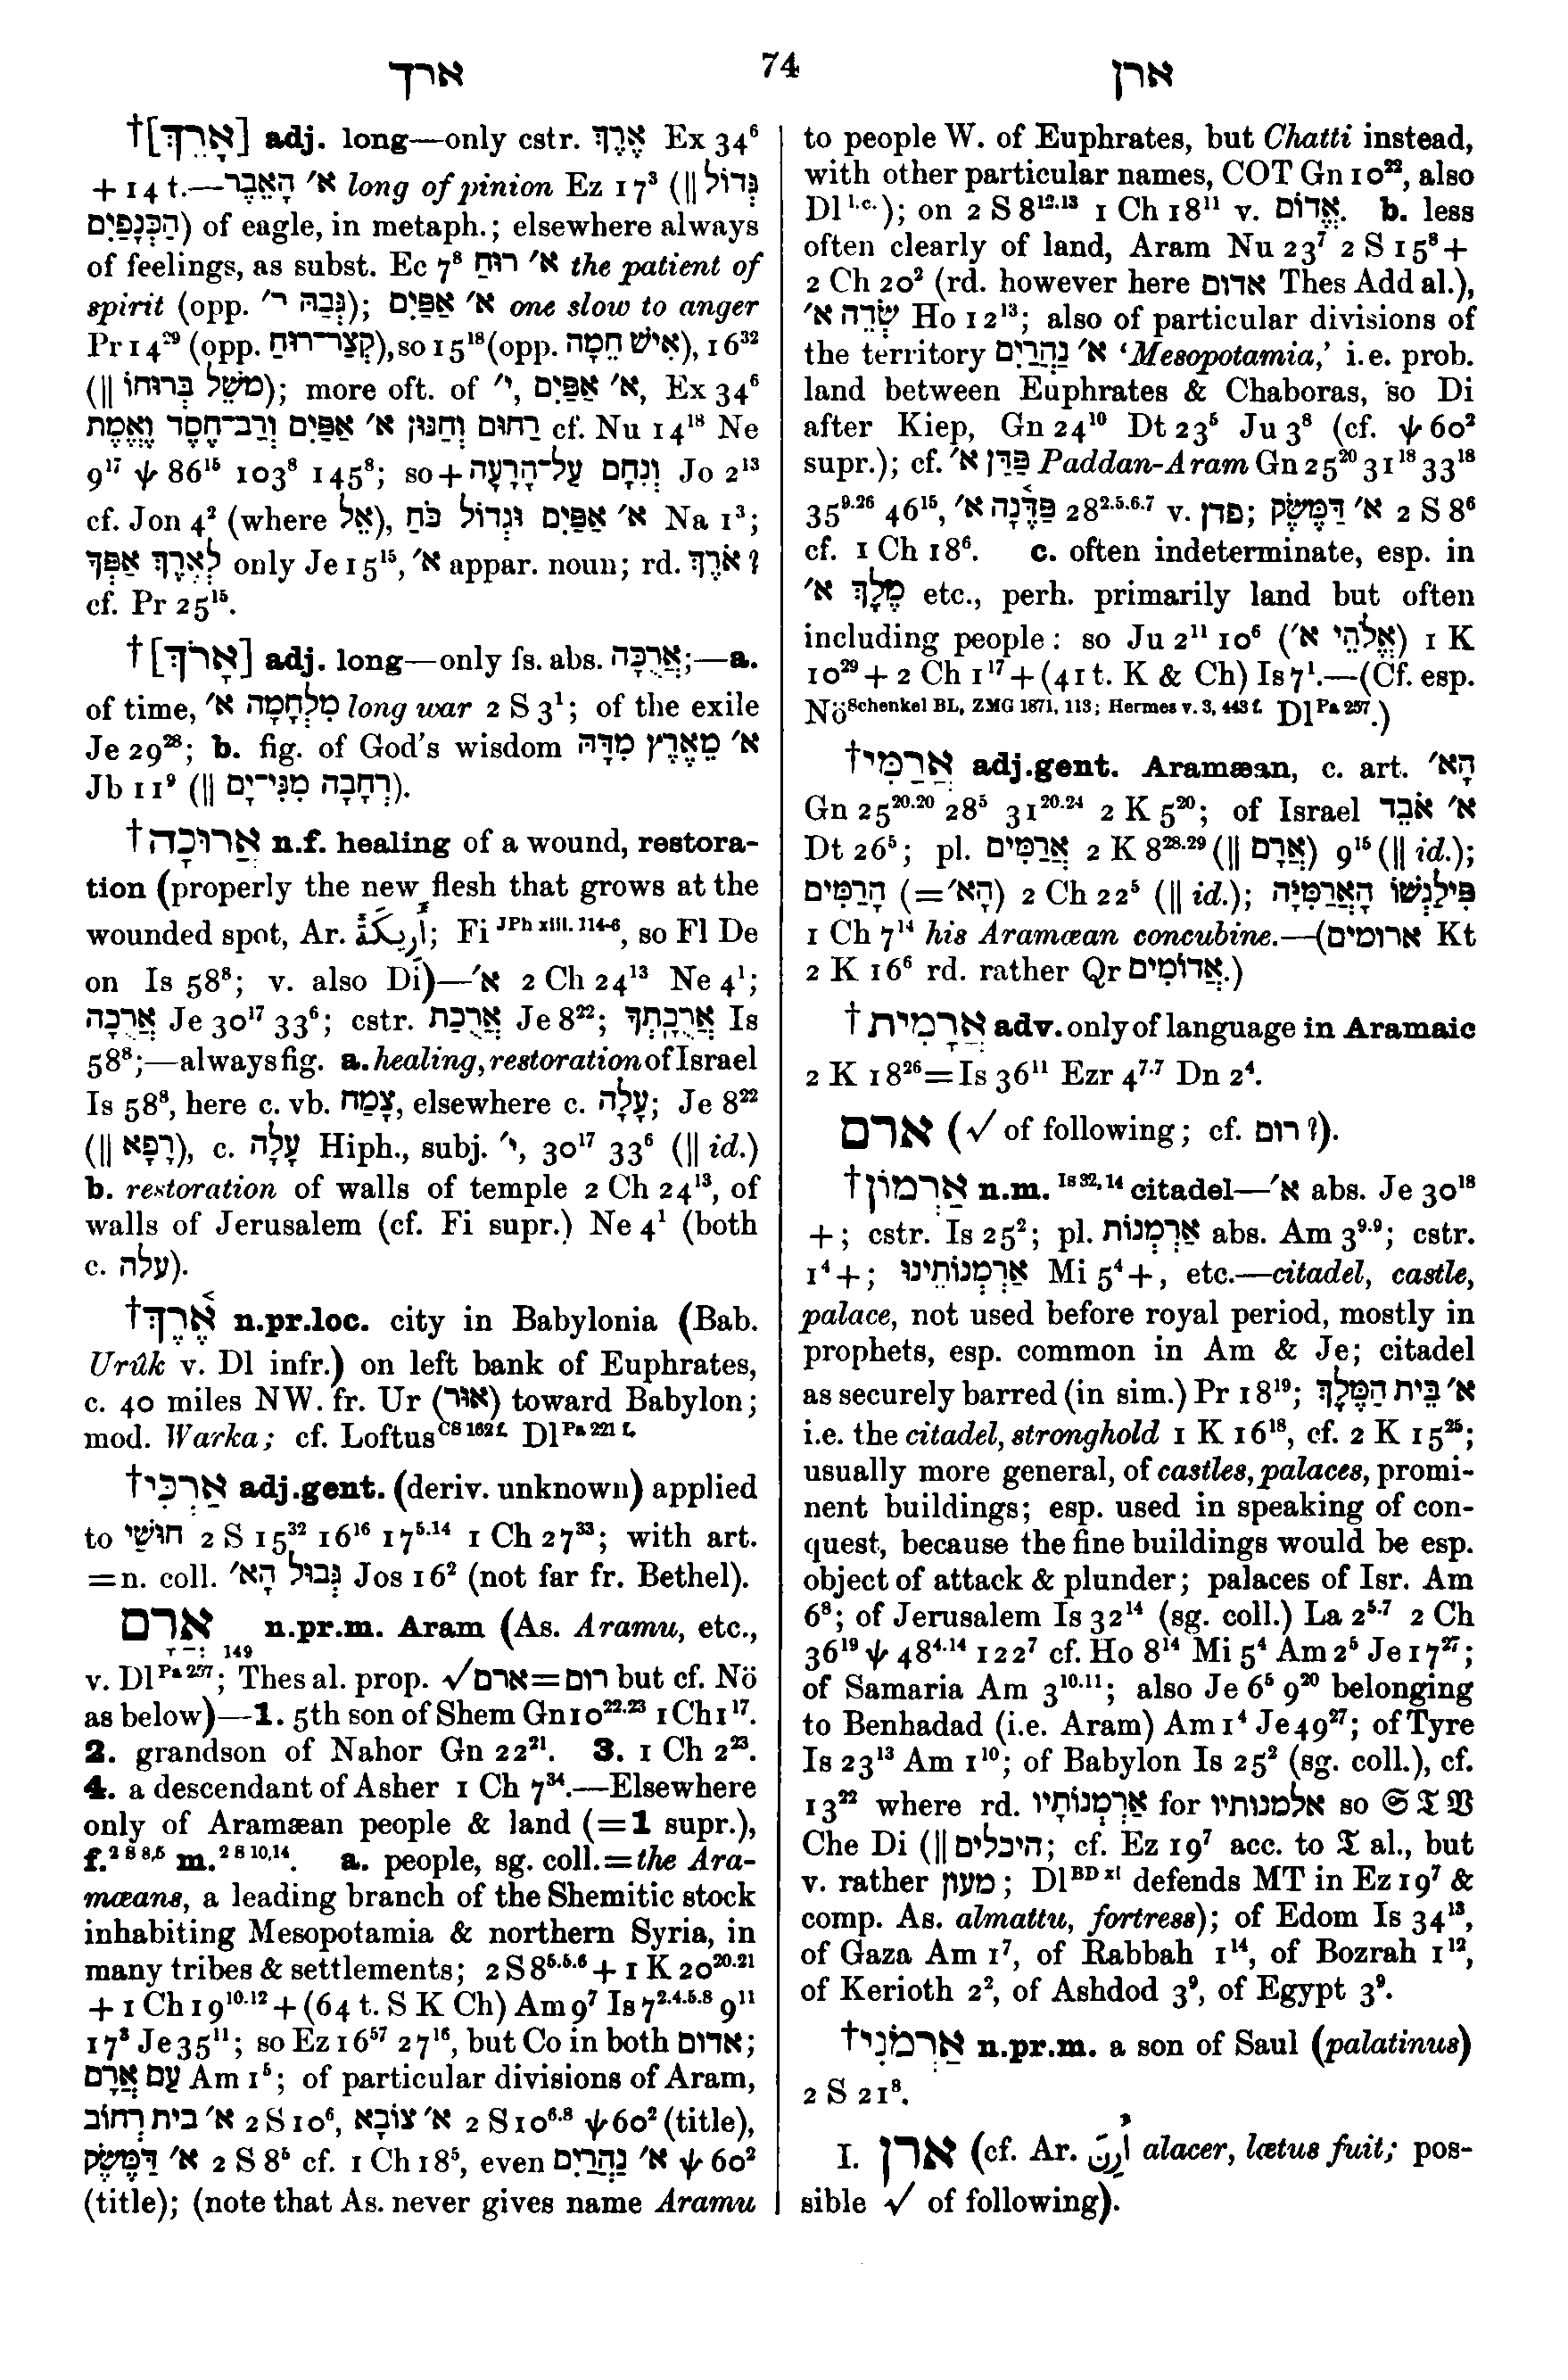 ארך 74 ארן
†[אָרֵךְ] adj. long—only cstr. אֶרֶךְ Ex 34⁶
+ 14 t.—א׳ הָאֵבֶר long of pinion Ez 17³ (‖ גְּדוֹל
הַכְּנָפַיִם) of eagle, in metaph.; elsewhere always
of feelings, as subst. Ec 7⁸ א׳ רוּחַ the patient of
spirit (opp. גְּבַהּ ר׳); א׳ אַפַּיִם one slow to anger
Pr 14²⁹ (opp. קְצַר־רוּחַ), so 15¹⁸ (opp. אִישׁ חֵמָה), 16³²
(‖ מֹשֵׁל בְּרוּחוֹ); more oft. of י׳, א׳ אַפַּיִם, Ex 34⁶
רַחוּם וְחַנּוּן א׳ אַפַּיִם וְרַב־חֶסֶד וֶאֱמֶת cf. Nu 14¹⁸ Ne
9¹⁷ ψ 86¹⁵ 103⁸ 145⁸; so + וְנִחָם עַל־הָרָעָה Jo 2¹³
cf. Jon 4² (where אֵל), א׳ אַפַּיִם וּגְדוֹל כֹּחַ Na 1³;
לְאֶרֶךְ אַפְּךָ only Je 15¹⁵, א׳ appar. noun; rd. אֹרֶךְ?
cf. Pr 25¹⁵.
†[אָרֹךְ] adj. long—only fs. abs. אֲרֻכָּה;—a.
of time, א׳ מִלְחָמָה long war 2 S 3¹; of the exile
Je 29²⁸; b. fig. of God's wisdom א׳ מֵאֶרֶץ מִדָּהּ
Jb 11⁹ (‖ רְחָבָה מִנִּי־יָם).
†אֲרוּכָה n.f. healing of a wound, restora-
tion (properly the new flesh that grows at the
wounded spot, Ar. أَرِيكَةٌ; Fi JPh xiii. 114-6, so Fl De
on Is 58⁸; v. also Di)—א׳ 2 Ch 24¹³ Ne 4¹;
אֲרֻכָה Je 30¹⁷ 33⁶; cstr. אֲרֻכַת Je 8²²; אֲרֻכָתְךָ Is
58⁸;—always fig. a. healing, restoration of Israel
Is 58⁸, here c. vb. צָמַח, elsewhere c. עָלָה; Je 8²²
(‖ רָפָא), c. עָלָה Hiph., subj. י׳, 30¹⁷ 33⁶ (‖ id.)
b. restoration of walls of temple 2 Ch 24¹³, of
walls of Jerusalem (cf. Fi supr.) Ne 4¹ (both
c. עלה).
†אֶרֶךְ n.pr.loc. city in Babylonia (Bab.
Urûk v. Dl infr.) on left bank of Euphrates,
c. 40 miles NW. fr. Ur (אוּר) toward Babylon;
mod. Warka; cf. Loftus CS 162 f. Dl Pa 221 f.
†אַרְכִּי adj.gent. (deriv. unknown) applied
to חוּשַׁי 2 S 15³² 16¹⁶ 17⁵·¹⁴ 1 Ch 27³³; with art.
=n. coll. גְּבוּל הָא׳ Jos 16² (not far fr. Bethel).
אֲרַם₁₄₉ n.pr.m. Aram (As. Aramu, etc.,
v. Dl Pa 257; Thes al. prop. √ארם=רום but cf. Nö
as below)—1. 5th son of Shem Gn 10²²·²³ 1 Ch 1¹⁷.
2. grandson of Nahor Gn 22²¹. 3. 1 Ch 2²³.
4. a descendant of Asher 1 Ch 7³⁴.—Elsewhere
only of Aramæan people & land (=1 supr.),
f. 2 S 8,5 m. 2 S 10,14. a. people, sg. coll.=the Ara-
mæans, a leading branch of the Shemitic stock
inhabiting Mesopotamia & northern Syria, in
many tribes & settlements; 2 S 8⁵·⁵·⁶ + 1 K 20²⁰·²¹
+ 1 Ch 19¹⁰·¹² + (64 t. S K Ch) Am 9⁷ Is 7²·⁴·⁵·⁸ 9¹¹
17³ Je 35¹¹; so Ez 16⁵⁷ 27¹⁶, but Co in both אדום;
עַם אֲרָם Am 1⁵; of particular divisions of Aram,
א׳ בית רְחוֹב 2 S 10⁶, א׳ צוֹבָא 2 S 10⁶·⁸ ψ 60² (title),
א׳ דַּמֶּשֶׂק 2 S 8⁵ cf. 1 Ch 18⁵, even א׳ נַהֲרַיִם ψ 60²
(title); (note that As. never gives name Aramu
to people W. of Euphrates, but Chatti instead,
with other particular names, COT Gn 10²², also
Dl l.c.); on 2 S 8¹²·¹³ 1 Ch 18¹¹ v. אֱדוֹם. b. less
often clearly of land, Aram Nu 23⁷ 2 S 15⁸ +
2 Ch 20² (rd. however here אדום Thes Add al.),
שְׂדֵה א׳ Ho 12¹³; also of particular divisions of
the territory א׳ נַהֲרַיִם ‘Mesopotamia,’ i.e. prob.
land between Euphrates & Chaboras, so Di
after Kiep, Gn 24¹⁰ Dt 23⁵ Ju 3⁸ (cf. ψ 60²
supr.); cf. פַּדַּן א׳ Paddan-Aram Gn 25²⁰ 31¹⁸ 33¹⁸
35⁹·²⁶ 46¹⁵, פַּדֶּנָה א׳ 28²·⁵·⁶·⁷ v. פדן; א׳ דַּמֶּשֶׂק 2 S 8⁶
cf. 1 Ch 18⁶. c. often indeterminate, esp. in
מֶלֶךְ א׳ etc., perh. primarily land but often
including people: so Ju 2¹¹ 10⁶ (אֱלֹהֵי א׳) 1 K
10²⁹ + 2 Ch 1¹⁷ + (41 t. K & Ch) Is 7¹.—(Cf. esp.
Nö Schenkel BL, ZMG 1871, 113; Hermes v. 3, 443 f. Dl Pa 257.)
†אֲרַמִּי adj.gent. Aramæan, c. art. הָא׳
Gn 25²⁰·²⁰ 28⁵ 31²⁰·²⁴ 2 K 5²⁰; of Israel א׳ אֹבֵד
Dt 26⁵; pl. אֲרַמִּים 2 K 8²⁸·²⁹ (‖ אֲרָם) 9¹⁵ (‖ id.);
הָרַמִּים (=הָא׳) 2 Ch 22⁵ (‖ id.); פִּילַגְשׁוֹ הָאֲרַמִּיָּה
1 Ch 7¹⁴ his Aramæan concubine.—(ארומים Kt
2 K 16⁶ rd. rather Qr אֲדוֹמִים.)
†אֲרָמִית adv. only of language in Aramaic
2 K 18²⁶=Is 36¹¹ Ezr 4⁷·⁷ Dn 2⁴.
ארם (√ of following; cf. רום?).
†אַרְמוֹן n.m. Is 32,14 citadel—א׳ abs. Je 30¹⁸
+; cstr. Is 25²; pl. אַרְמְנוֹת abs. Am 3⁹·⁹; cstr.
1⁴ +; אַרְמְנוֹתֵינוּ Mi 5⁴ +, etc.—citadel, castle,
palace, not used before royal period, mostly in
prophets, esp. common in Am & Je; citadel
as securely barred (in sim.) Pr 18¹⁹; א׳ בֵּית הַמֶּלֶךְ
i.e. the citadel, stronghold 1 K 16¹⁸, cf. 2 K 15²⁵;
usually more general, of castles, palaces, promi-
nent buildings; esp. used in speaking of con-
quest, because the fine buildings would be esp.
object of attack & plunder; palaces of Isr. Am
6⁸; of Jerusalem Is 32¹⁴ (sg. coll.) La 2⁵·⁷ 2 Ch
36¹⁹ ψ 48⁴·¹⁴ 122⁷ cf. Ho 8¹⁴ Mi 5⁴ Am 2⁵ Je 17²⁷;
of Samaria Am 3¹⁰·¹¹; also Je 6⁵ 9²⁰ belonging
to Benhadad (i.e. Aram) Am 1⁴ Je 49²⁷; of Tyre
Is 23¹³ Am 1¹⁰; of Babylon Is 25² (sg. coll.), cf.
13²² where rd. אַרְמְנוֹתָיו for אלמנותיו so 𝔖 𝔗 𝔙
Che Di (‖ היכלים; cf. Ez 19⁷ acc. to 𝔗 al., but
v. rather מעון; Dl BD xi defends MT in Ez 19⁷ &
comp. As. almattu, fortress); of Edom Is 34¹³,
of Gaza Am 1⁷, of Rabbah 1¹⁴, of Bozrah 1¹²,
of Kerioth 2², of Ashdod 3⁹, of Egypt 3⁹.
†אַרְמֹנִי n.pr.m. a son of Saul (palatinus)
2 S 21⁸.
I. ארן (cf. Ar. أَرِنَ alacer, lætus fuit; pos-
sible √ of following).